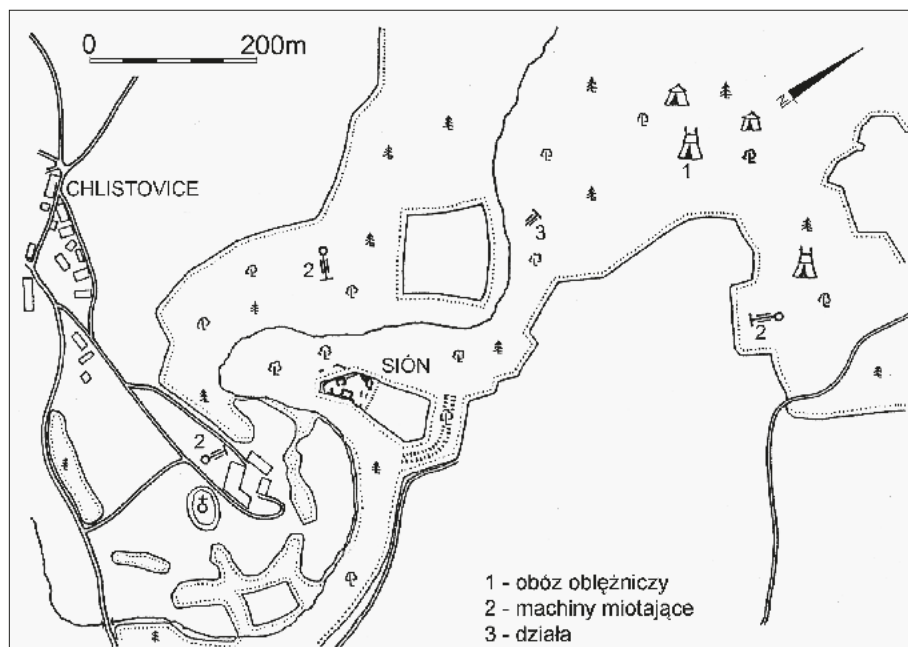 0 200m
N
1
CHLISTOVICE
3
2
2
SIÓN
2
1 - obóz oblężniczy
2 - machiny miotające
3 - działa